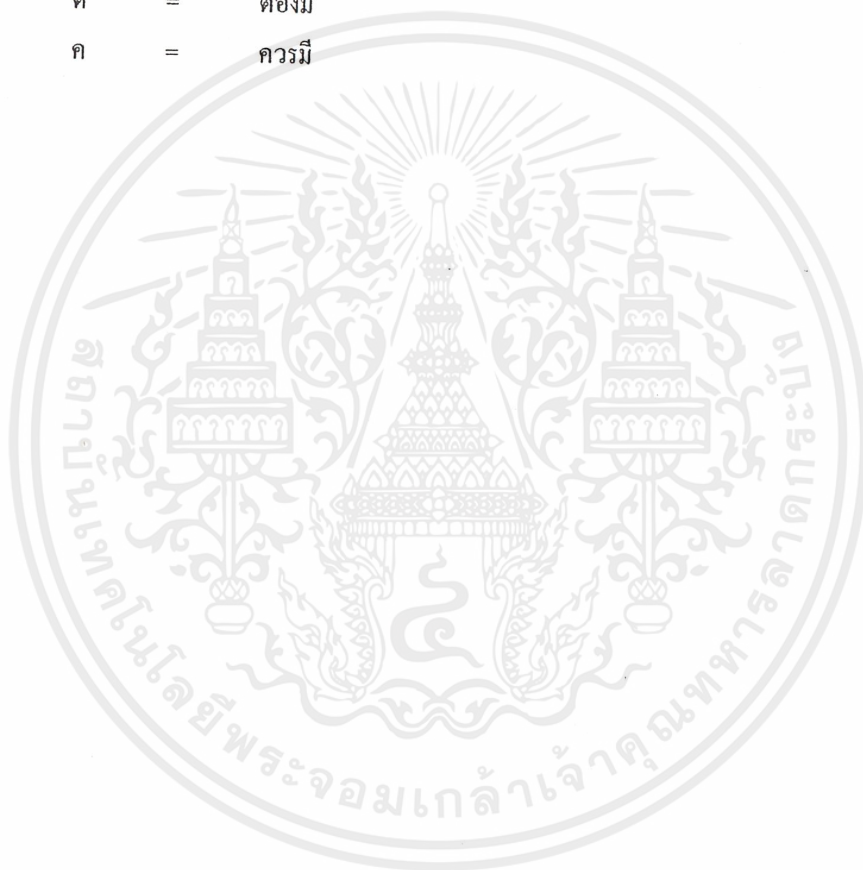 ต = ต้องมี
ค = ควรมี
สถาบันเทคโนโลยีพระจอมเกล้าเจ้าคุณทหารลาดกระบัง